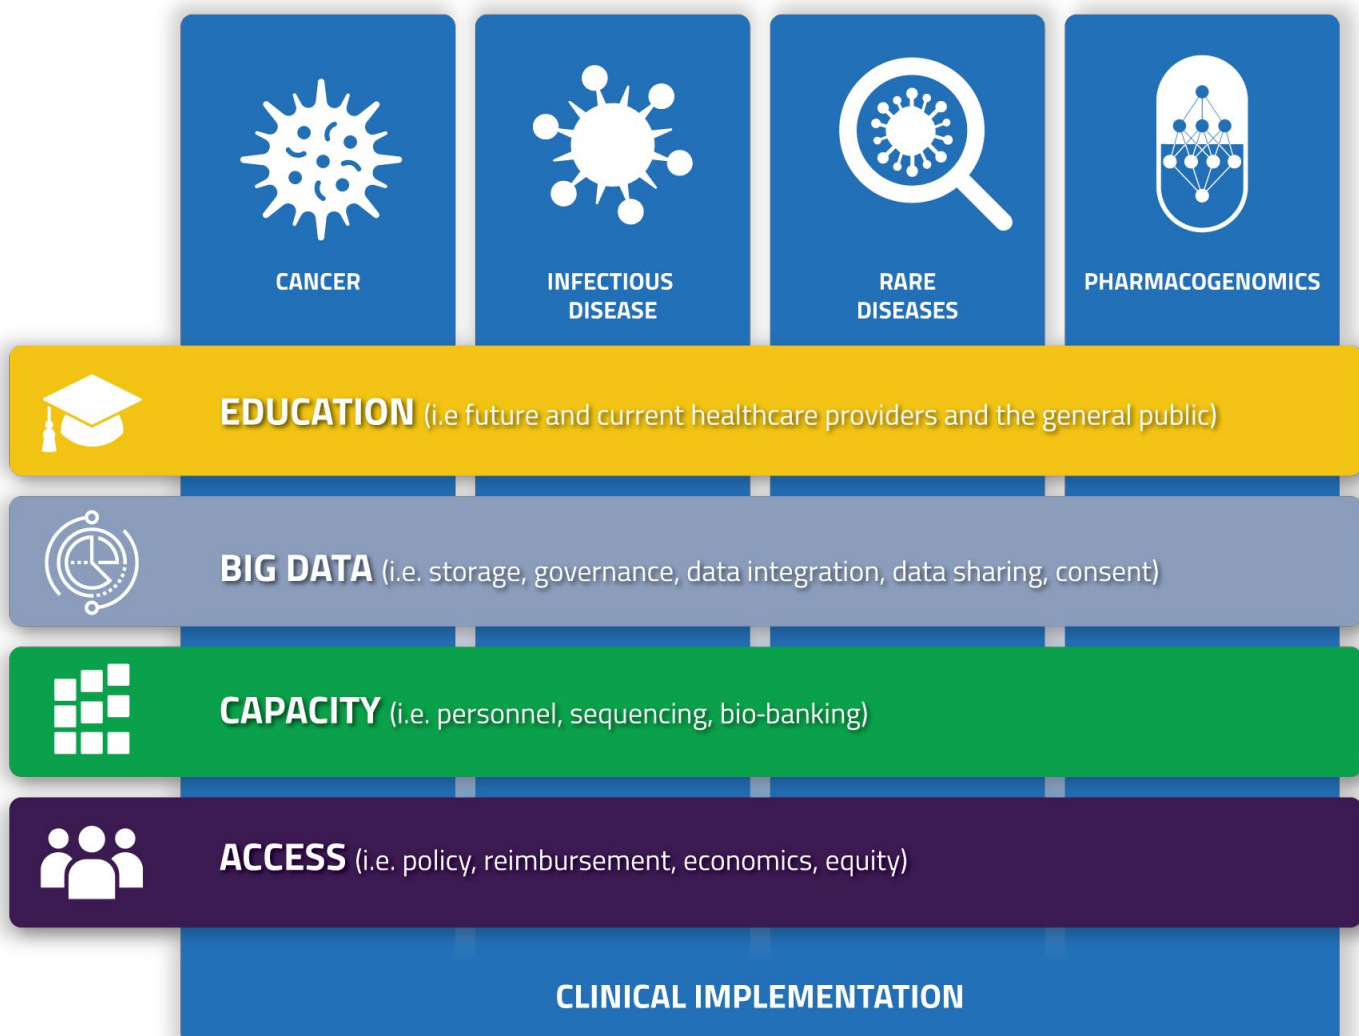 CANCER
INFECTIOUS
DISEASE
RARE
DISEASES
PHARMACOGENOMICS
EDUCATION (i.e future and current healthcare providers and the general public)
BIG DATA (i.e. storage, governance, data integration, data sharing, consent)
CAPACITY (i.e. personnel, sequencing, bio-banking)
ACCESS (i.e. policy, reimbursement, economics, equity)
CLINICAL IMPLEMENTATION